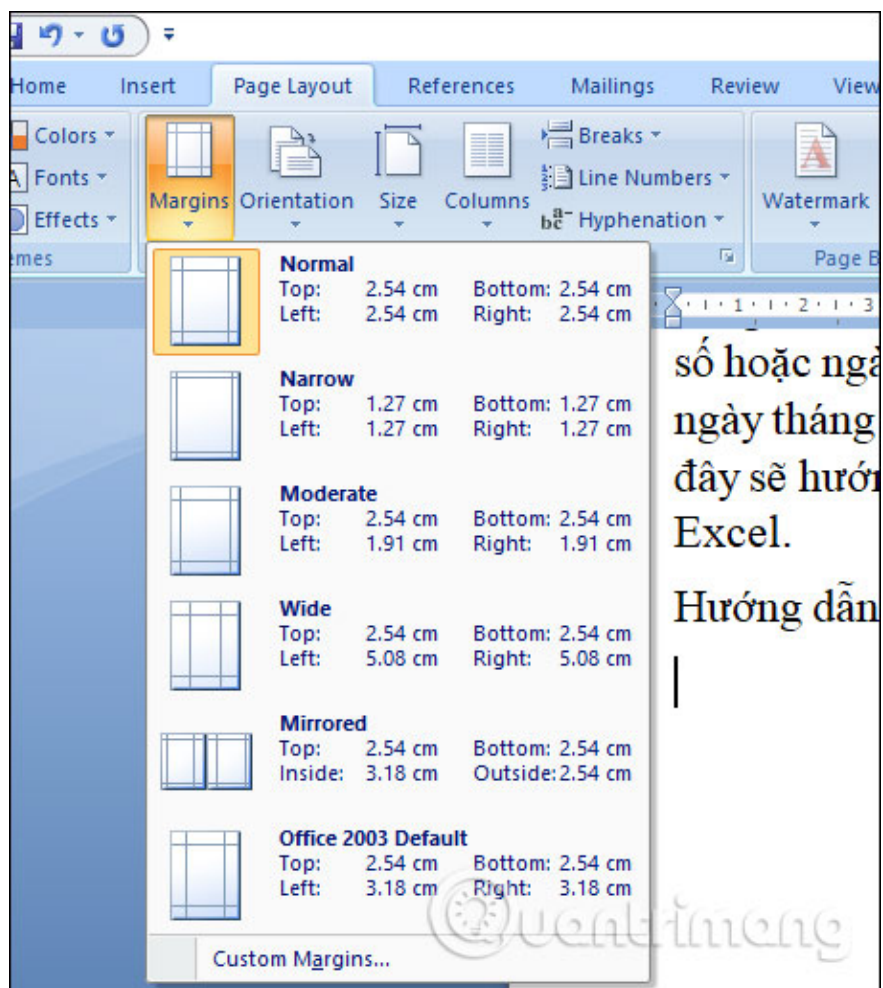 Home Insert Page Layout References Mailings Review View
Colors
Fonts
Effects
Margins Orientation Size Columns
Breaks
Line Numbers
Hyphenation
Watermark
Page B
Normal
Top: 2.54 cm Bottom: 2.54 cm
Left: 2.54 cm Right: 2.54 cm
Narrow
Top: 1.27 cm Bottom: 1.27 cm
Left: 1.27 cm Right: 1.27 cm
Moderate
Top: 2.54 cm Bottom: 2.54 cm
Left: 1.91 cm Right: 1.91 cm
Wide
Top: 2.54 cm Bottom: 2.54 cm
Left: 5.08 cm Right: 5.08 cm
Mirrored
Top: 2.54 cm Bottom: 2.54 cm
Inside: 3.18 cm Outside: 2.54 cm
Office 2003 Default
Top: 2.54 cm Bottom: 2.54 cm
Left: 3.18 cm Right: 3.18 cm
Custom Margins...
1 2 3
số hoặc ngà
ngày tháng
đây sẽ hướn
Excel.
Hướng dẫn
Quantrimang